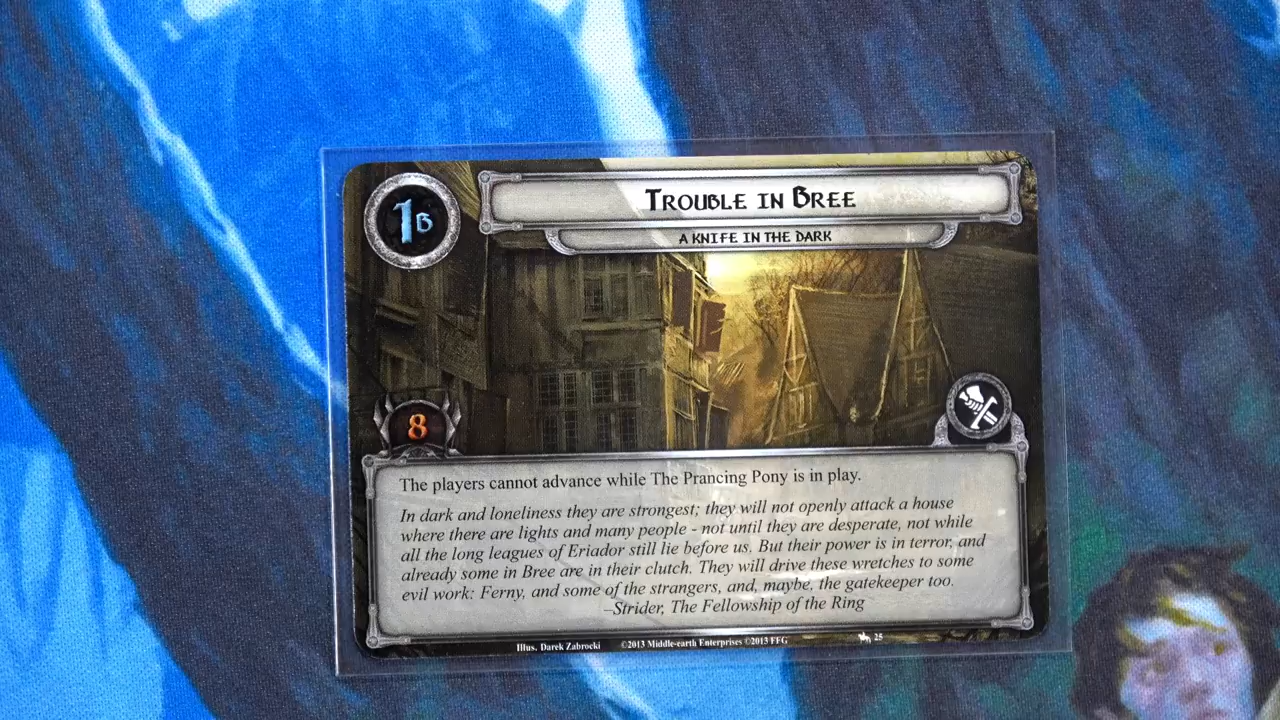 1B
TROUBLE IN BREE
A KNIFE IN THE DARK
8
The players cannot advance while The Prancing Pony is in play.
In dark and loneliness they are strongest; they will not openly attack a house
where there are lights and many people - not until they are desperate, not while
all the long leagues of Eriador still lie before us. But their power is in terror, and
already some in Bree are in their clutch. They will drive these wretches to some
evil work: Ferny, and some of the strangers, and, maybe, the gatekeeper too.
–Strider, The Fellowship of the Ring
Illus. Darek Zabrocki ©2013 Middle-earth Enterprises ©2013 FFG 25